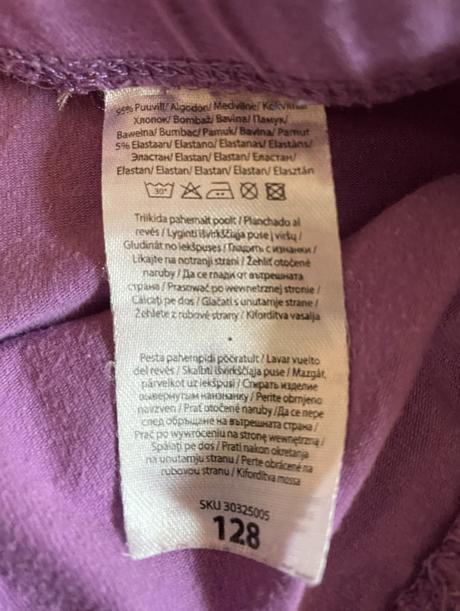 95% Puuvill/ Algodón/ Medvilnė/ Kokvilna/
Хлопок/ Bombaž/ Bavlna/ Памук/
Bawełna/ Bumbac/ Pamuk/ Bavlna/ Pamut
5% Elastaan/ Elastano/ Elastanas/ Elastāns/
Эластан/ Elastan/ Elastan/ Еластан/
Elastan/ Elastan/ Elastan/ Elastan/ Elasztán
30°
Triikida pahemalt poolt / Planchado al
revés / Lyginti išvirkščiąja puse į viršų /
Gludināt no iekšpuses / Гладить с изнанки /
Likajte na notranji strani / Žehliť otočené
naruby / Да се глади от вътрешната
страна / Prasować po wewnętrznej stronie /
Călcați pe dos / Glačati s unutarnje strane /
Žehlete z rubové strany / Kifordítva vasalja
Pesta pahempidi pööratult / Lavar vuelto
del revés / Skalbti išvirkščiąja puse / Mazgāt,
pārvelkot uz iekšpusi / Стирать изделие
вывернутым наизнанку / Perite obrnjeno
navzven / Prať otočené naruby / Да се пере
след обръщане на вътрешната страна /
Prać po wywróceniu na stronę wewnętrzną /
Spălați pe dos / Prati nakon okretanja
na unutarnju stranu / Perte obrácené na
rubovou stranu / Kifordítva mossa
SKU 30325005
128